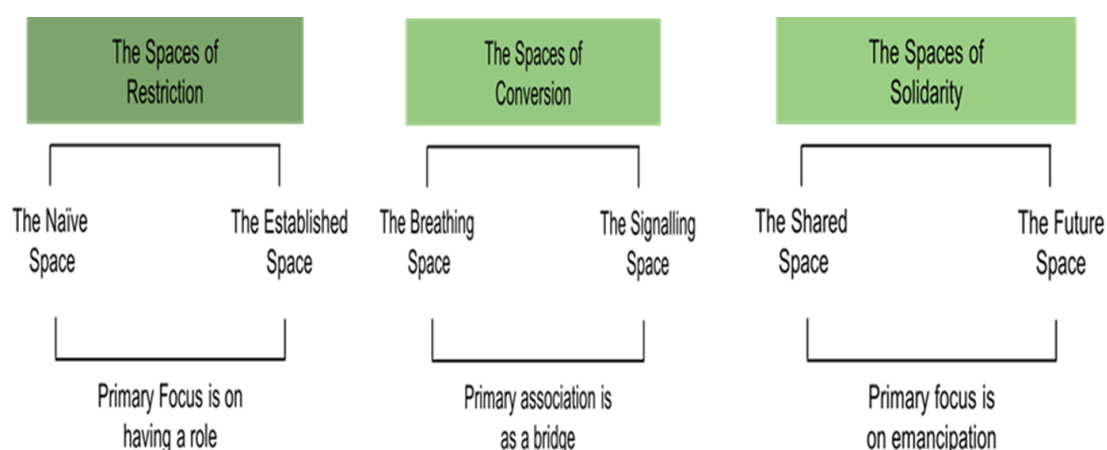 The Spaces of
Restriction
The Naïve
Space
The Established
Space
Primary Focus is on
having a role
The Spaces of
Conversion
The Breathing
Space
The Signalling
Space
Primary association is
as a bridge
The Spaces of
Solidarity
The Shared
Space
The Future
Space
Primary focus is
on emancipation